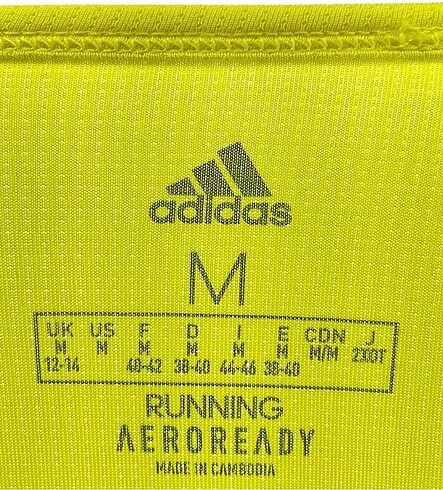 adidas
M
UK US F D I E CDN J
M M M M M M M/M 2XOT
12-14 40-42 38-40 44-46 38-40
RUNNING
AEROREADY
MADE IN CAMBODIA